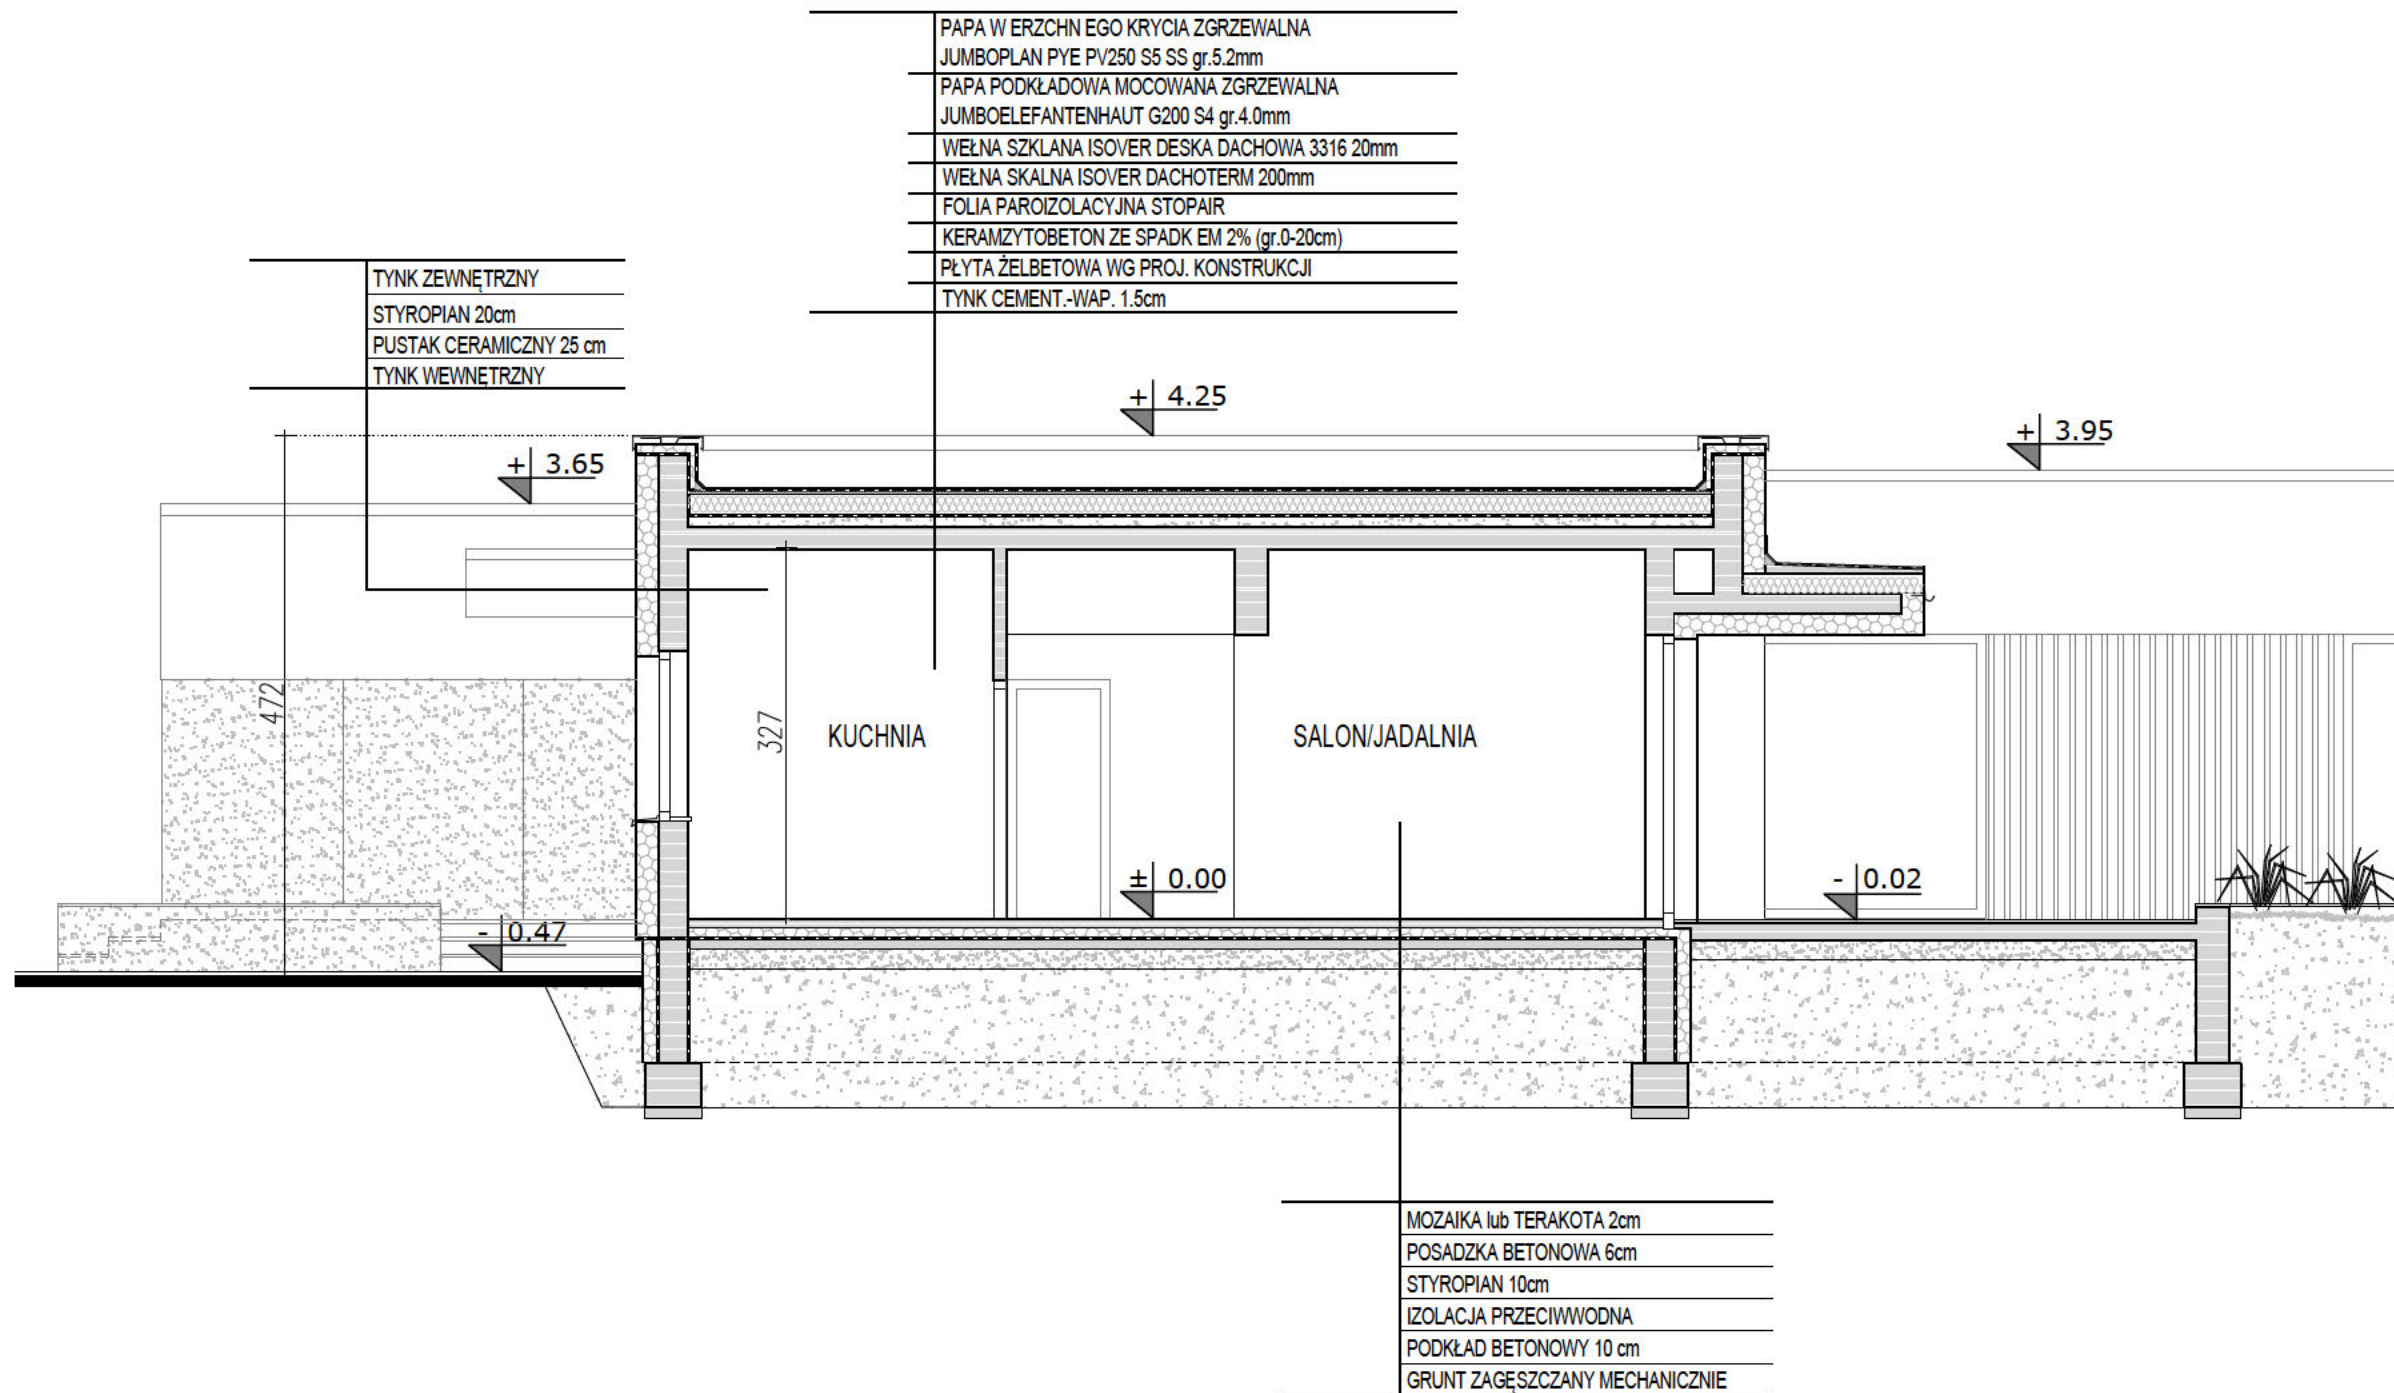 PAPA W ERZCHN EGO KRYCIA ZGRZEWALNA
JUMBOPLAN PYE PV250 S5 SS gr.5.2mm
PAPA PODKŁADOWA MOCOWANA ZGRZEWALNA
JUMBOELEFANTENHAUT G200 S4 gr.4.0mm
WEŁNA SZKLANA ISOVER DESKA DACHOWA 3316 20mm
WEŁNA SKALNA ISOVER DACHOTERM 200mm
FOLIA PAROIZOLACYJNA STOPAIR
KERAMZYTOBETON ZE SPADK EM 2% (gr.0-20cm)
PŁYTA ŻELBETOWA WG PROJ. KONSTRUKCJI
TYNK CEMENT.-WAP. 1.5cm
TYNK ZEWNĘTRZNY
STYROPIAN 20cm
PUSTAK CERAMICZNY 25 cm
TYNK WEWNĘTRZNY
+ 4.25
+ 3.95
+ 3.65
472
327
KUCHNIA
SALON/JADALNIA
± 0.00
- 0.02
- 0.47
MOZAIKA lub TERAKOTA 2cm
POSADZKA BETONOWA 6cm
STYROPIAN 10cm
IZOLACJA PRZECIWWODNA
PODKŁAD BETONOWY 10 cm
GRUNT ZAGĘSZCZANY MECHANICZNIE